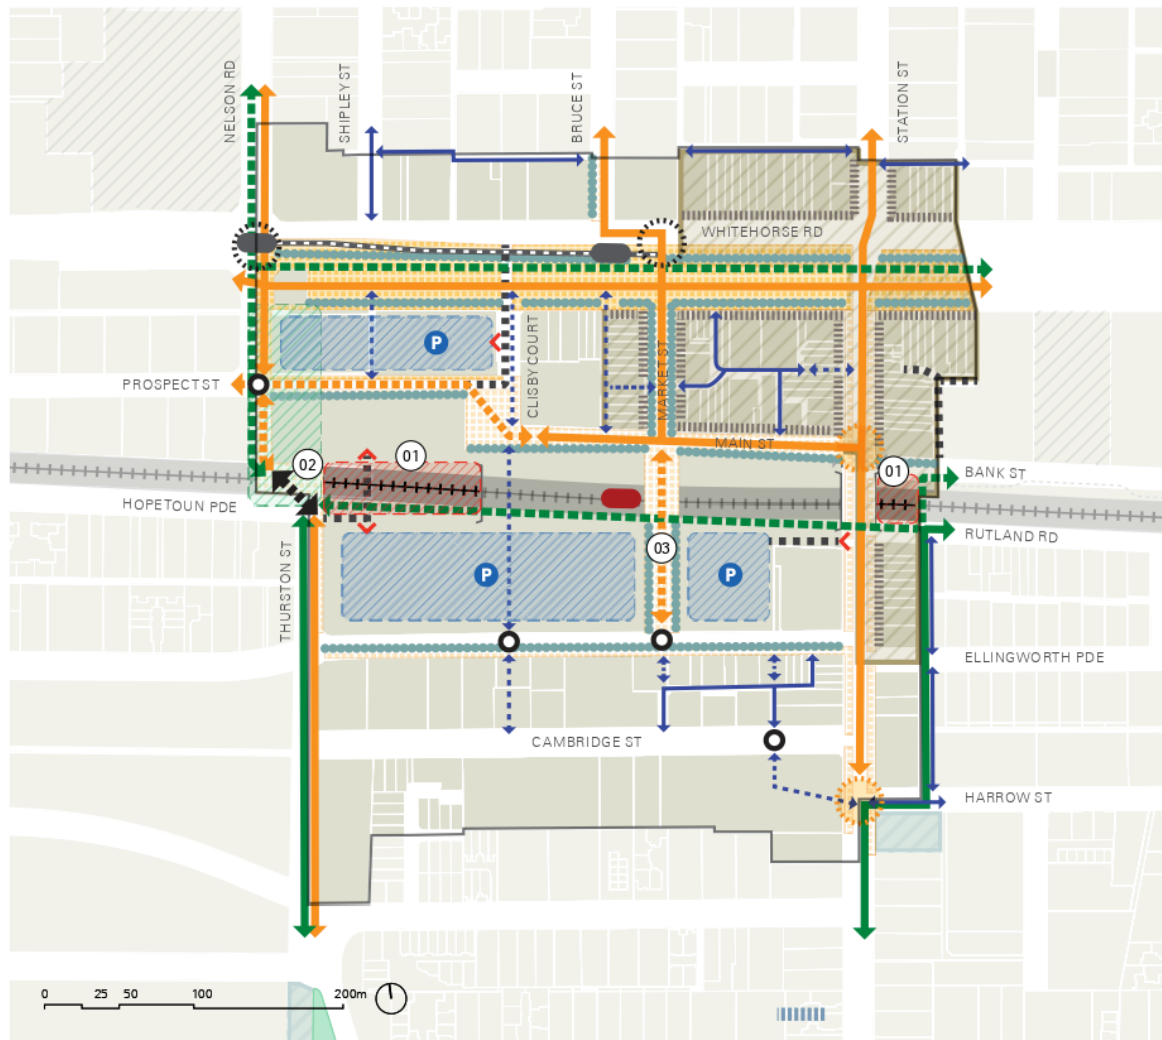 NELSON RD
SHIPLEY ST
BRUCE ST
STATION ST
WHITEHORSE RD
P
CLISBY COURT
MARKET ST
PROSPECT ST
MAIN ST
01
02
01
BANK ST
HOPETOUN PDE
RUTLAND RD
03
P
P
THURSTON ST
ELLINGWORTH PDE
CAMBRIDGE ST
HARROW ST
0 25 50 100 200m